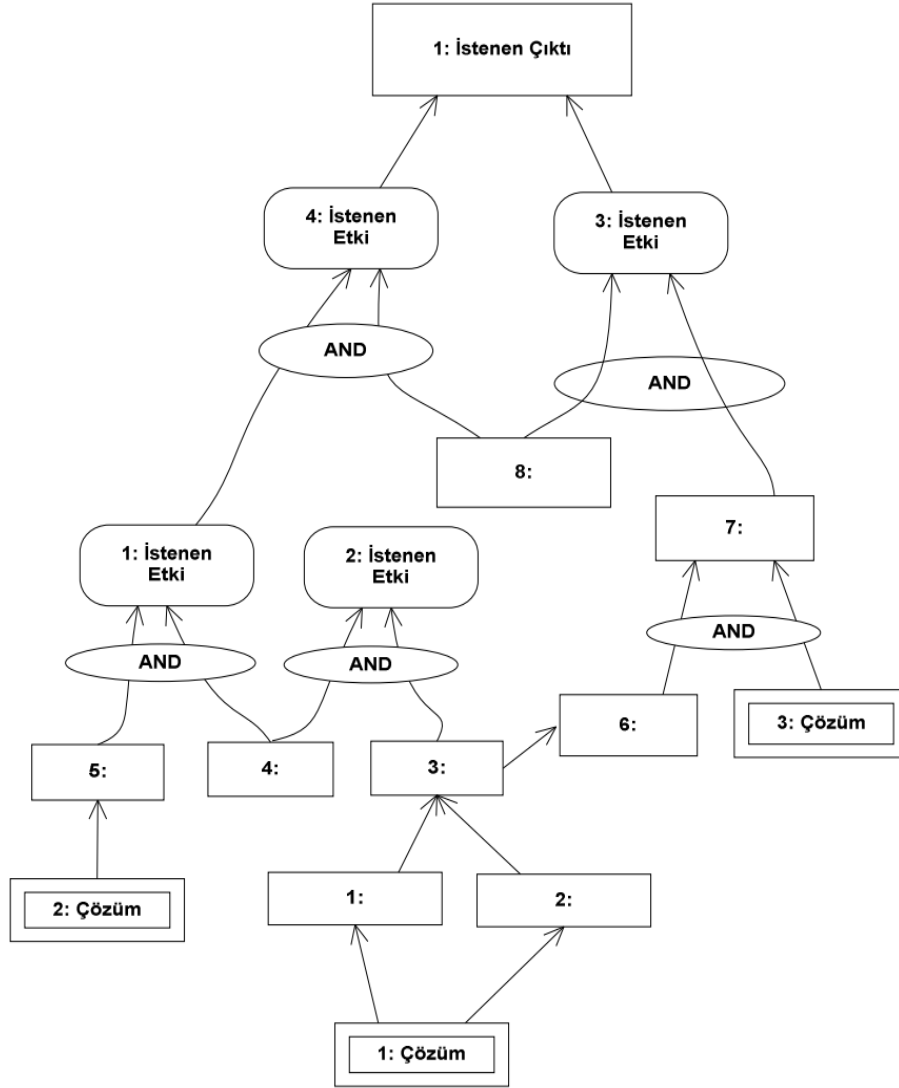 1: İstenen Çıktı
4: İstenen
Etki
3: İstenen
Etki
AND
AND
8:
7:
1: İstenen
Etki
2: İstenen
Etki
AND
AND
AND
6:
3: Çözüm
5:
4:
3:
2: Çözüm
1:
2:
1: Çözüm